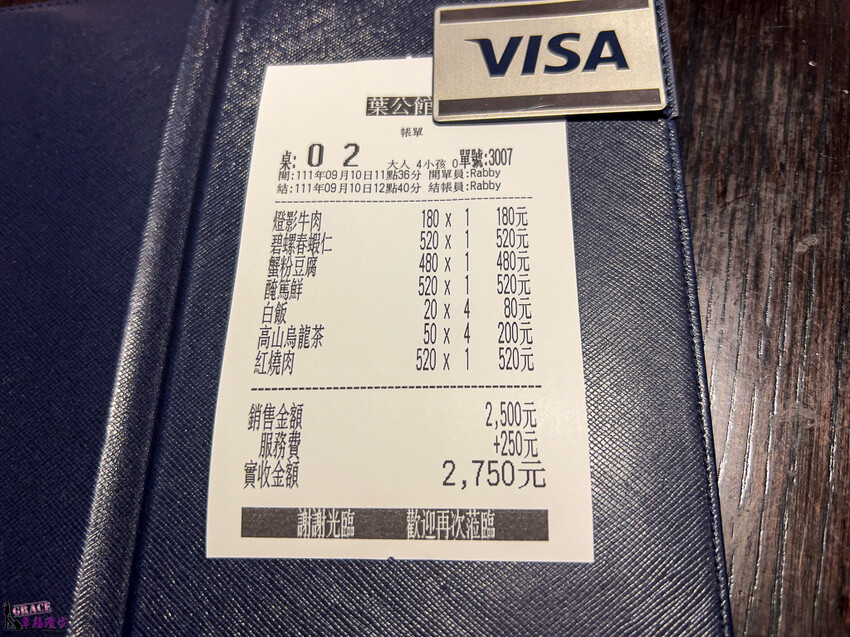 VISA
葉公館
帳單
桌: 02 大人 4小孩 0 單號:3007
開:111年09月10日11點36分 開單員:Rabby
結:111年09月10日12點40分 結帳員:Rabby
燈影牛肉 180 x 1 180元
碧螺春蝦仁 520 x 1 520元
蟹粉豆腐 480 x 1 480元
醃篤鮮 520 x 1 520元
白飯 20 x 4 80元
高山烏龍茶 50 x 4 200元
紅燒肉 520 x 1 520元
銷售金額 2,500元
服務費 +250元
實收金額 2,750元
謝謝光臨 歡迎再次蒞臨
GRACE
幸福漫步